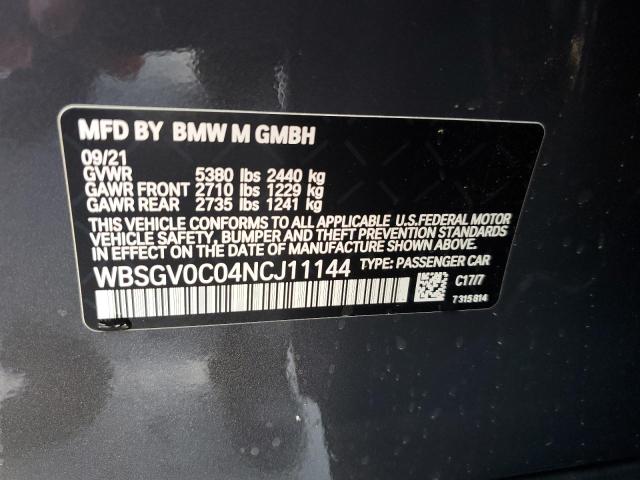 MFD BY BMW M GMBH
09/21
GVWR 5380 lbs 2440 kg
GAWR FRONT 2710 lbs 1229 kg
GAWR REAR 2735 lbs 1241 kg
THIS VEHICLE CONFORMS TO ALL APPLICABLE U.S.FEDERAL MOTOR
VEHICLE SAFETY, BUMPER AND THEFT PREVENTION STANDARDS
IN EFFECT ON THE DATE OF MANUFACTURE SHOWN ABOVE.
WBSGV0C04NCJ11144 TYPE: PASSENGER CAR
C17/7
7 315 814